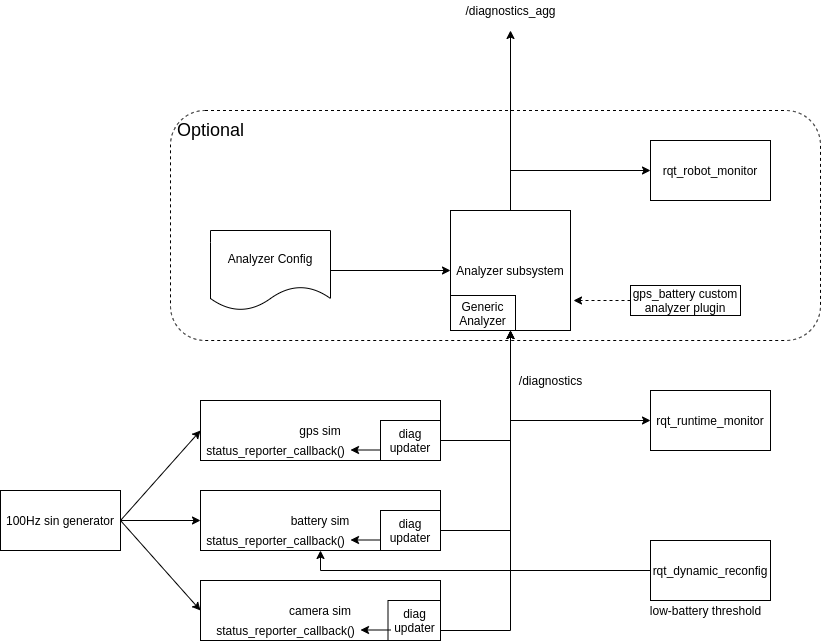 /diagnostics_agg
Optional
rqt_robot_monitor
Analyzer Config
Analyzer subsystem
Generic
Analyzer
gps_battery custom
analyzer plugin
/diagnostics
rqt_runtime_monitor
gps sim
status_reporter_callback()
diag
updater
100Hz sin generator
battery sim
status_reporter_callback()
diag
updater
rqt_dynamic_reconfig
low-battery threshold
camera sim
status_reporter_callback()
diag
updater